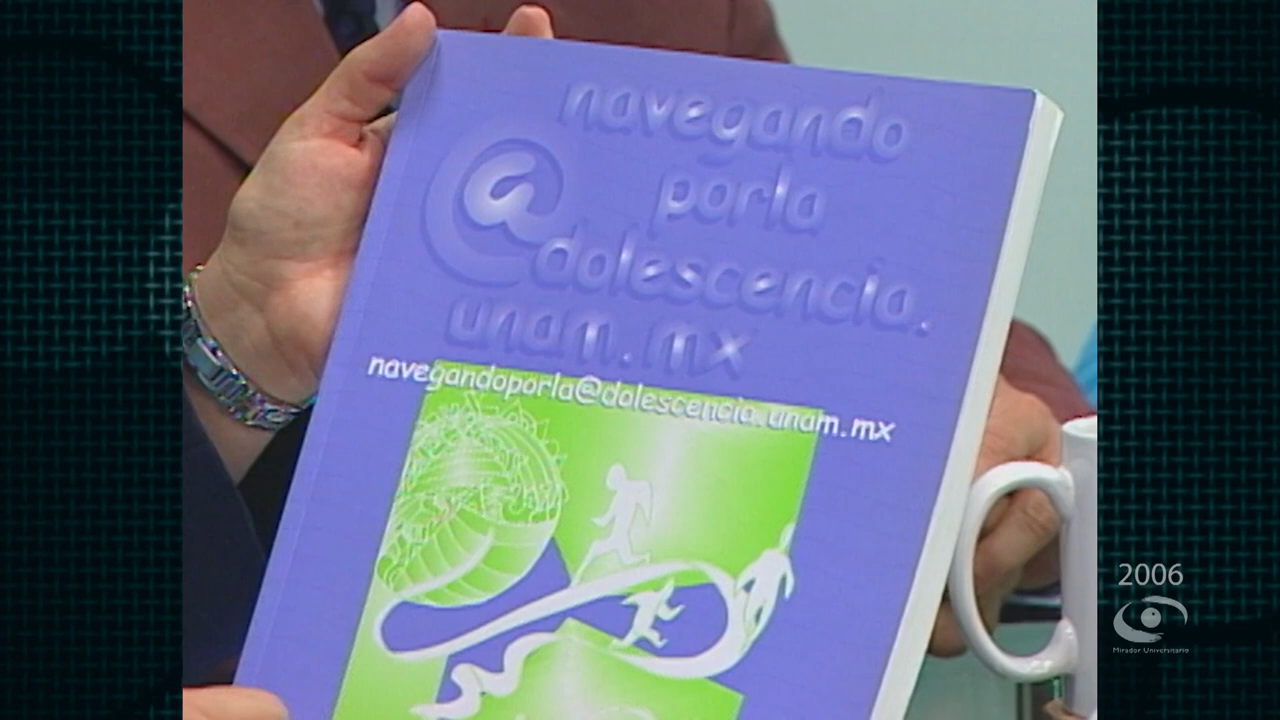 navegando
porla
@dolescencia.
unam.mx
navegandoporla@dolescencia.unam.mx
2006
Mirador Universitario